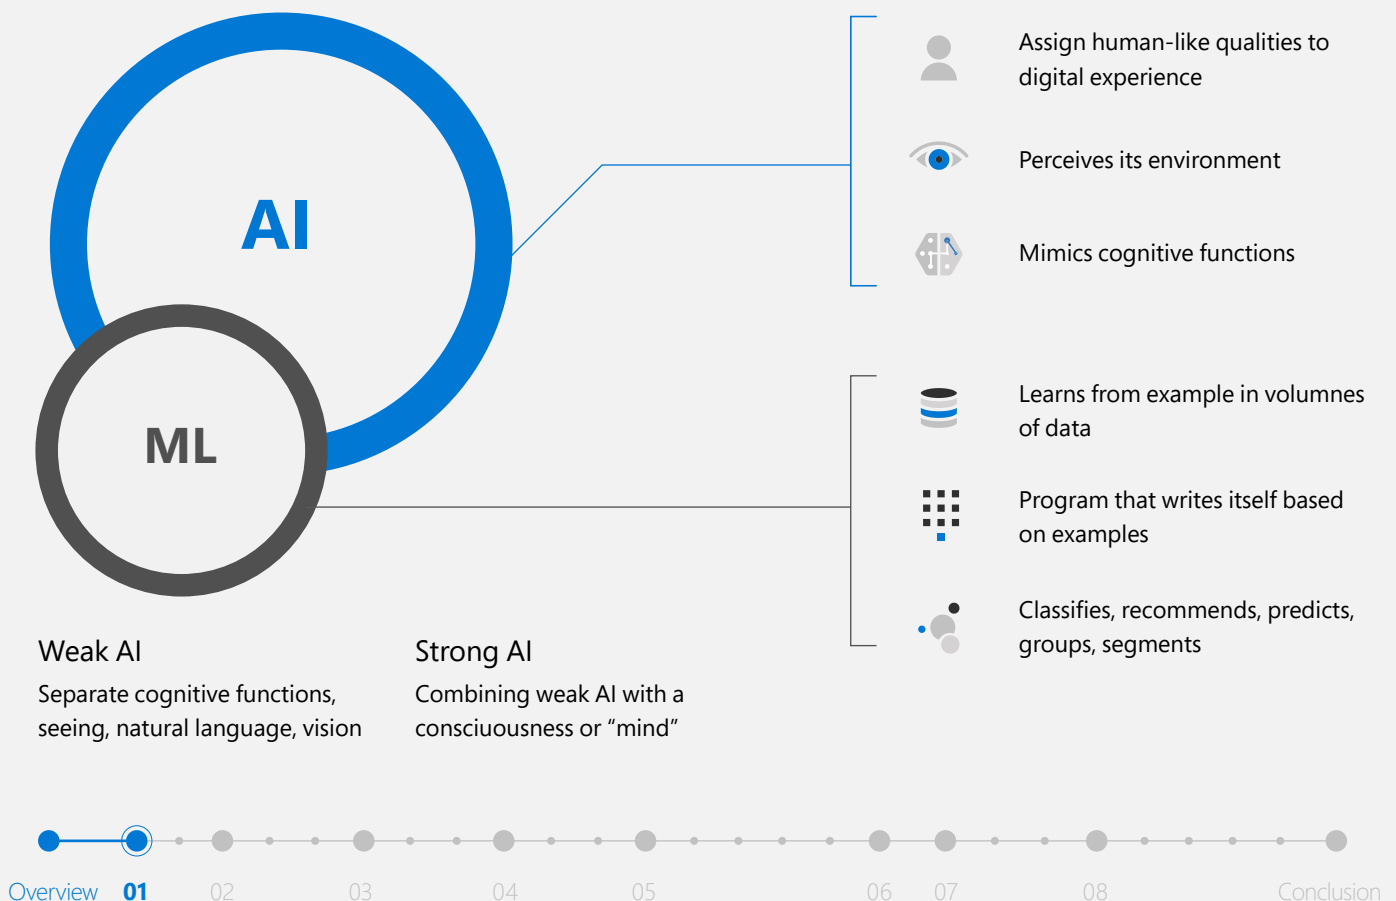 AI
ML
Assign human-like qualities to
digital experience
Perceives its environment
Mimics cognitive functions
Learns from example in volumnes
of data
Program that writes itself based
on examples
Classifies, recommends, predicts,
groups, segments
Weak AI
Separate cognitive functions,
seeing, natural language, vision
Strong AI
Combining weak AI with a
consciuousness or “mind”
Overview 01 02 03 04 05 06 07 08 Conclusion